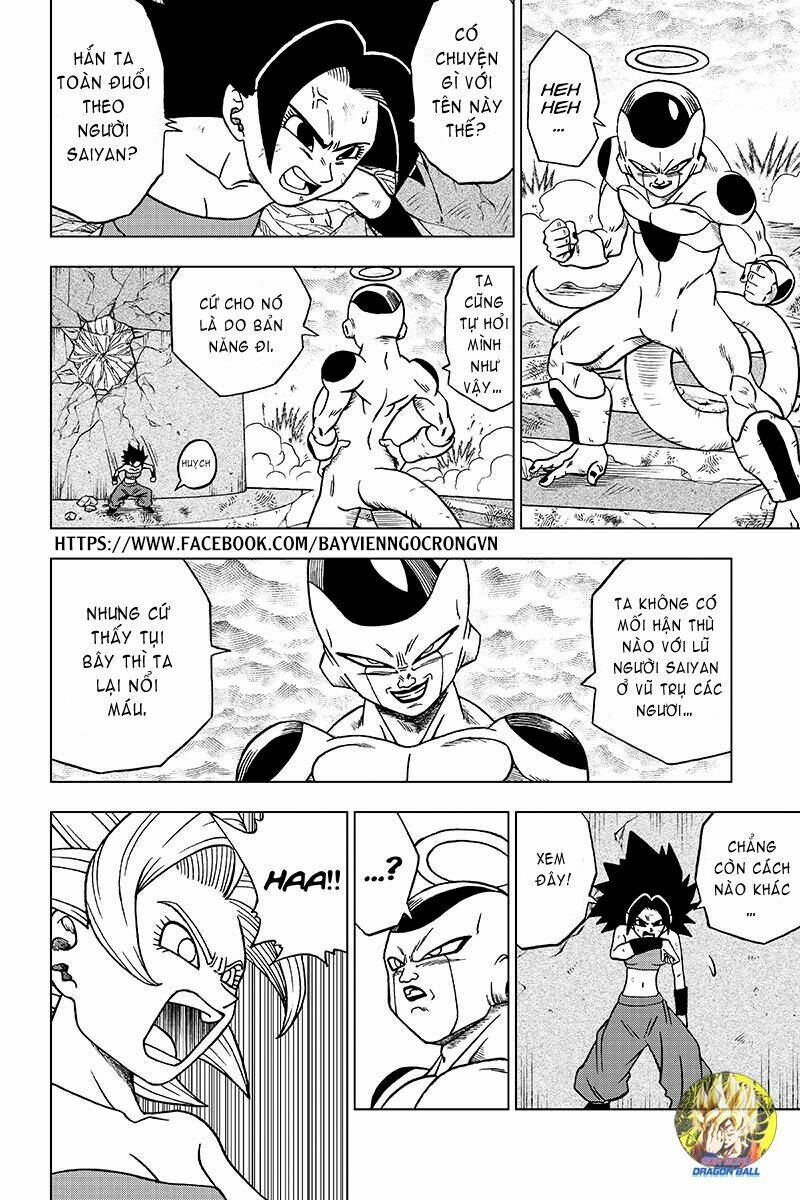 HEH
HEH
...
CÓ
CHUYỆN
GÌ VỚI
TÊN NÀY
THẾ?
HẮN TA
TOÀN ĐUỔI
THEO
NGƯỜI
SAIYAN?
TA
CŨNG
TỰ HỎI
MÌNH
NHƯ
VẬY...
CỨ CHO NÓ
LÀ DO BẢN
NĂNG ĐI.
HUỴCH
HTTPS://WWW.FACEBOOK.COM/BAYVIENNGOCRONGVN
TA KHÔNG CÓ
MỐI HẬN THÙ
NÀO VỚI LŨ
NGƯỜI SAIYAN
Ở VŨ TRỤ CÁC
NGƯƠI...
NHƯNG CỨ
THẤY TỤI
BÂY THÌ TA
LẠI NỔI
MÁU.
CHẲNG
CÒN CÁCH
NÀO KHÁC
...
XEM
ĐÂY!
...?
HAA!!
DRAGON BALL